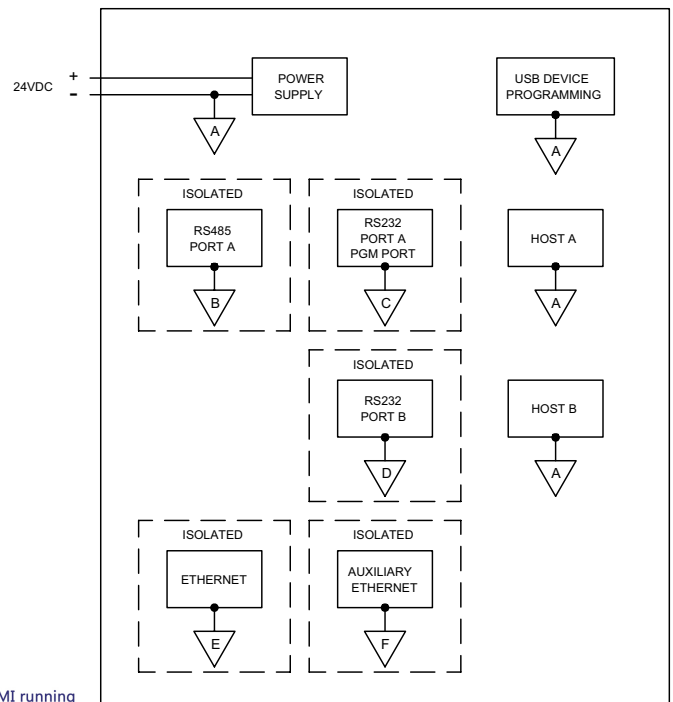 24VDC
+
-
POWER
SUPPLY
A
USB DEVICE
PROGRAMMING
A
ISOLATED
RS485
PORT A
B
ISOLATED
RS232
PORT A
PGM PORT
C
HOST A
A
ISOLATED
RS232
PORT B
D
HOST B
A
ISOLATED
ETHERNET
E
ISOLATED
AUXILIARY
ETHERNET
F
MI running